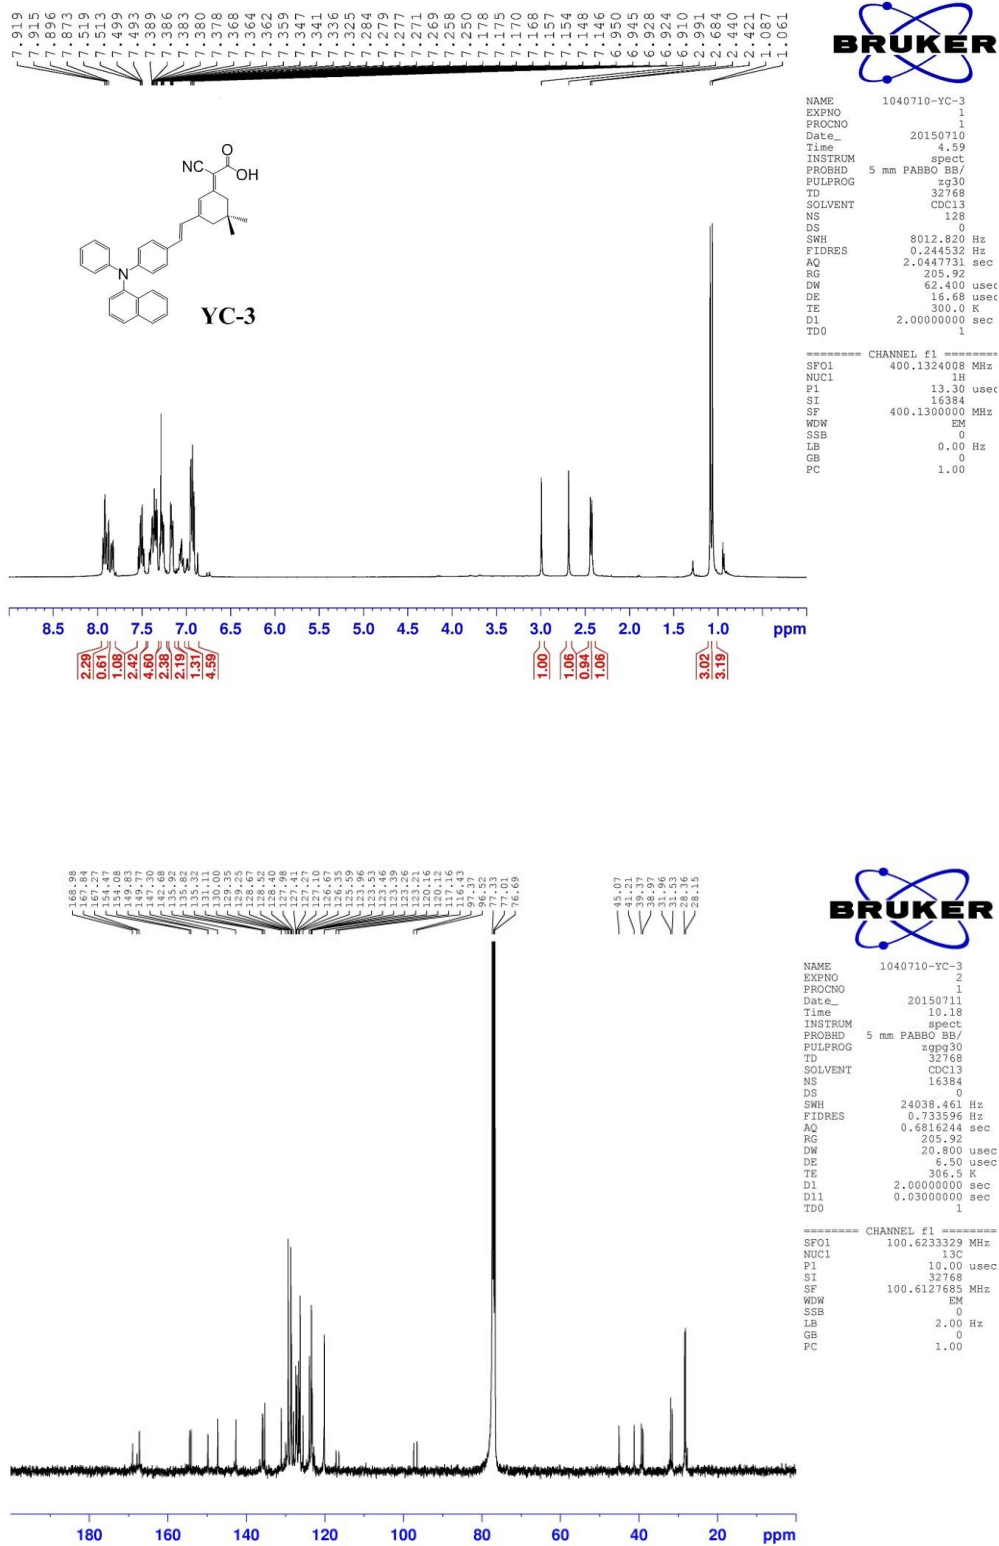 7.919
7.915
7.896
7.873
7.519
7.513
7.499
7.493
7.389
7.386
7.383
7.380
7.378
7.368
7.364
7.362
7.359
7.347
7.341
7.336
7.325
7.284
7.279
7.277
7.271
7.269
7.258
7.250
7.178
7.175
7.170
7.168
7.157
7.154
7.148
7.146
6.950
6.945
6.928
6.924
6.910
2.991
2.684
2.440
2.421
1.087
1.061
BRUKER
NAME 1040710-YC-3
EXPNO 1
PROCNO 1
Date_ 20150710
Time 4.59
INSTRUM spect
PROBHD 5 mm PABBO BB/
PULPROG zg30
TD 32768
SOLVENT CDCl3
NS 128
DS 0
SWH 8012.820 Hz
FIDRES 0.244532 Hz
AQ 2.0447731 sec
RG 205.92
DW 62.400 usec
DE 16.68 usec
TE 300.0 K
D1 2.00000000 sec
TD0 1
======== CHANNEL f1 ========
SFO1 400.1324008 MHz
NUC1 1H
P1 13.30 usec
SI 16384
SF 400.1300000 MHz
WDW EM
SSB 0
LB 0.00 Hz
GB 0
PC 1.00
O
NC
OH
N
YC-3
8.5 8.0 7.5 7.0 6.5 6.0 5.5 5.0 4.5 4.0 3.5 3.0 2.5 2.0 1.5 1.0 ppm
2.29
0.61
1.08
2.42
4.60
2.38
2.19
1.31
4.59
1.00
1.06
0.94
1.06
3.02
3.19
168.98
167.84
167.27
154.47
154.08
149.83
149.77
147.30
142.68
135.92
135.82
135.32
131.11
130.00
129.35
129.25
128.67
128.52
128.40
127.98
127.41
127.27
127.10
126.67
126.35
125.59
123.96
123.53
123.46
123.39
123.26
123.21
120.16
120.12
117.16
116.43
97.37
96.52
77.33
77.01
76.69
45.07
41.21
39.37
38.97
31.96
31.53
28.36
28.15
BRUKER
NAME 1040710-YC-3
EXPNO 2
PROCNO 1
Date_ 20150711
Time 10.18
INSTRUM spect
PROBHD 5 mm PABBO BB/
PULPROG zgpg30
TD 32768
SOLVENT CDCl3
NS 16384
DS 0
SWH 24038.461 Hz
FIDRES 0.733596 Hz
AQ 0.6816244 sec
RG 205.92
DW 20.800 usec
DE 6.50 usec
TE 306.5 K
D1 2.00000000 sec
D11 0.03000000 sec
TD0 1
======== CHANNEL f1 ========
SFO1 100.6233329 MHz
NUC1 13C
P1 10.00 usec
SI 32768
SF 100.6127685 MHz
WDW EM
SSB 0
LB 2.00 Hz
GB 0
PC 1.00
180 160 140 120 100 80 60 40 20 ppm